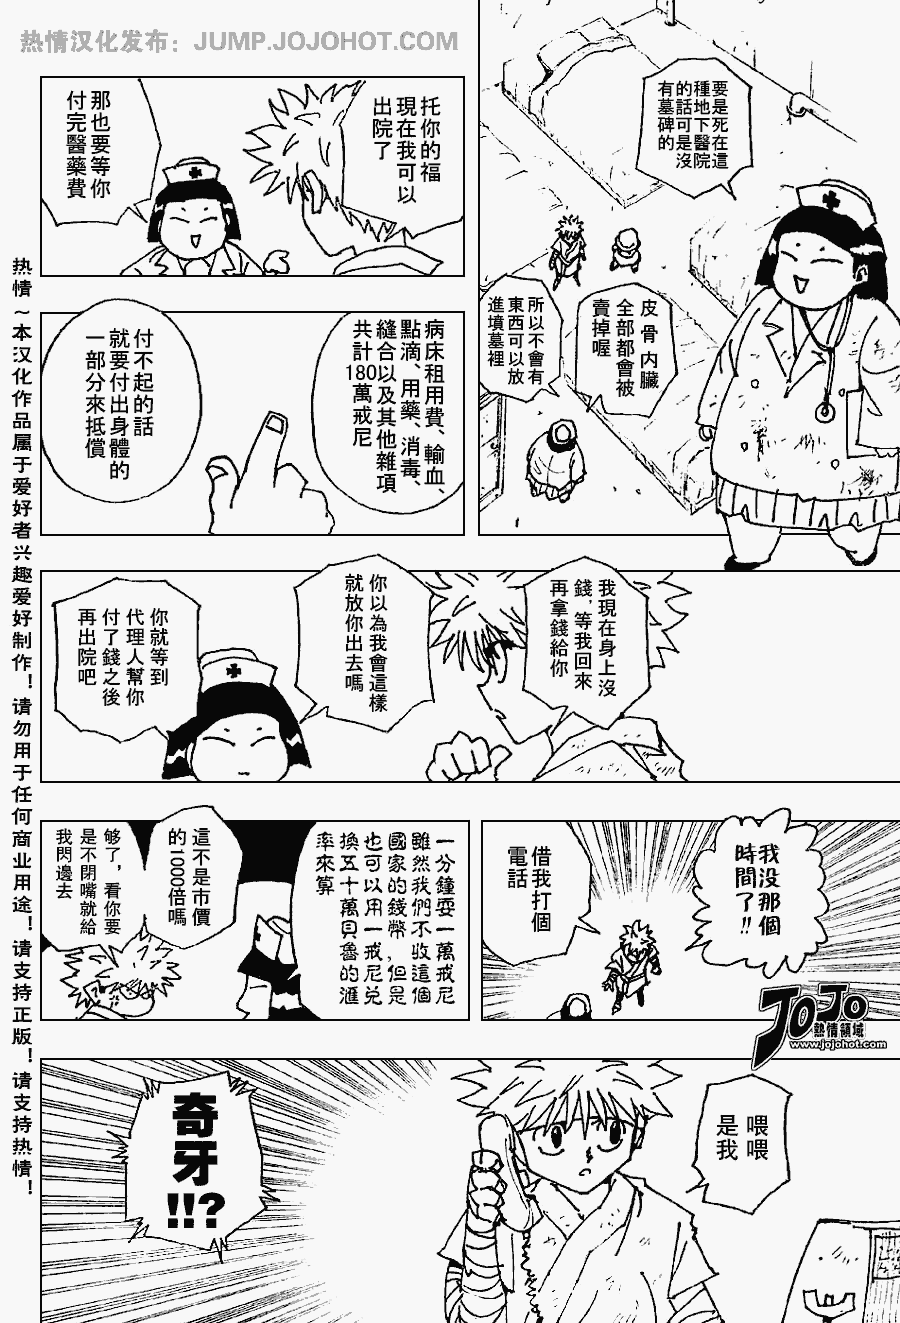 热情汉化发布：JUMP.JOJOHOT.COM
要是死在這
種地下醫院
的話可是沒
有墓碑的
皮 骨 內臟
全部都會被
賣掉喔
所以不會有
東西可以放
進墳墓裡
托你的福
現在我可以
出院了
那也要等你
付完醫藥費
病床租用費、輸血、
點滴、用藥、消毒、
縫合以及其他雜項
共計180萬戒尼
付不起的話
就要付出身體的
一部分來抵償
我現在身上沒
錢，等我回來
再拿錢給你
你以為我會這樣
就放你出去嗎
你就等到
代理人幫你
付了錢之後
再出院吧
我没那個
時間了!!
借我打個
電話
一分鐘要一萬戒尼
雖然我們不收這個
國家的錢幣，但是
也可以用一戒尼兌
換五十萬貝魯的滙
率來算
這不是市價
的1000倍嗎
够了，看你要
是不閉嘴就給
我閃邊去
喂喂
是我
奇牙
!!?
JOJO
熱情領域
www.jojohot.com
热情~本汉化作品属于爱好者兴趣爱好制作！请勿用于任何商业用途！请支持正版！请支持热情！